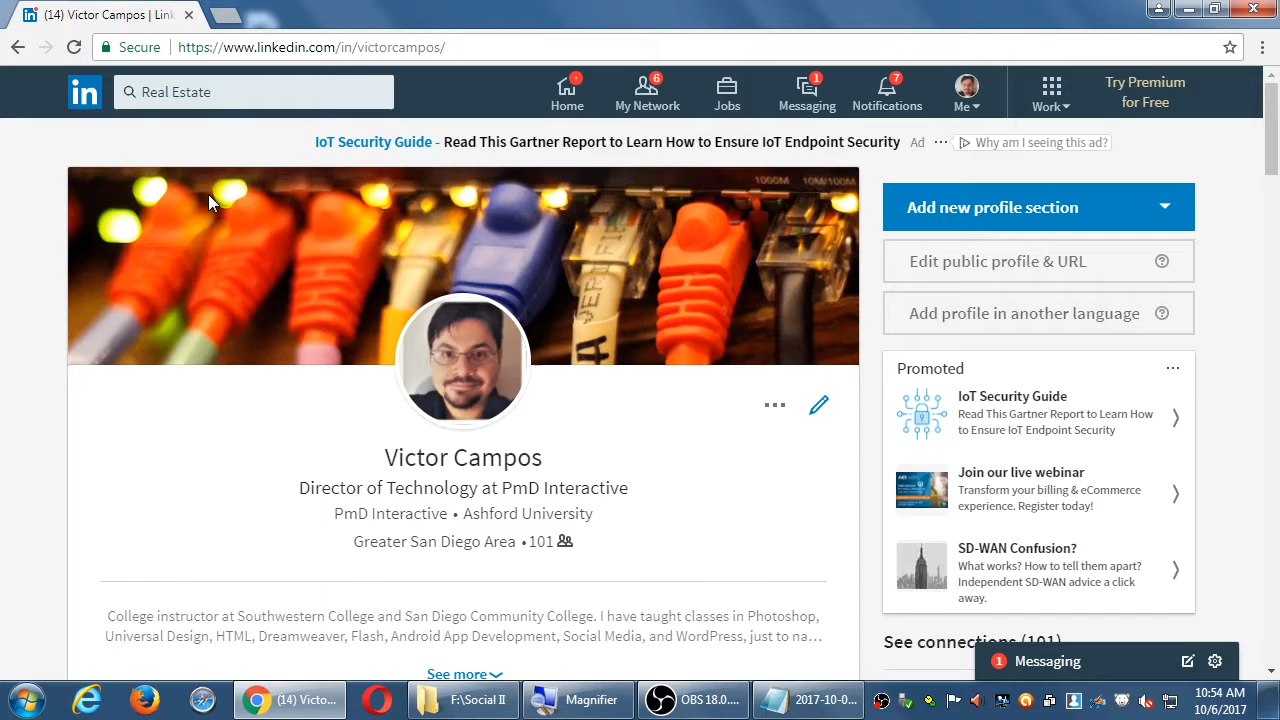 (14) Victor Campos | Link
Secure | https://www.linkedin.com/in/victorcampos/
in Real Estate
Home
6 My Network
Jobs
1 Messaging
7 Notifications
Me
Work
Try Premium
for Free
IoT Security Guide - Read This Gartner Report to Learn How to Ensure IoT Endpoint Security Ad ... Why am I seeing this ad?
1000M 10M/100M
Add new profile section
Edit public profile & URL
Add profile in another language
Promoted ...
IoT Security Guide
Read This Gartner Report to Learn How
to Ensure IoT Endpoint Security
Join our live webinar
Transform your billing & eCommerce
experience. Register today!
SD-WAN Confusion?
What works? How to tell them apart?
Independent SD-WAN advice a click
away.
See connections (101)
Victor Campos
Director of Technology at PmD Interactive
PmD Interactive • Ashford University
Greater San Diego Area • 101
College instructor at Southwestern College and San Diego Community College. I have taught classes in Photoshop,
Universal Design, HTML, Dreamweaver, Flash, Android App Development, Social Media, and WordPress, just to na...
See more
1 Messaging
(14) Victo...
F:\Social II
Magnifier
OBS 18.0....
2017-10-0...
10:54 AM
10/6/2017